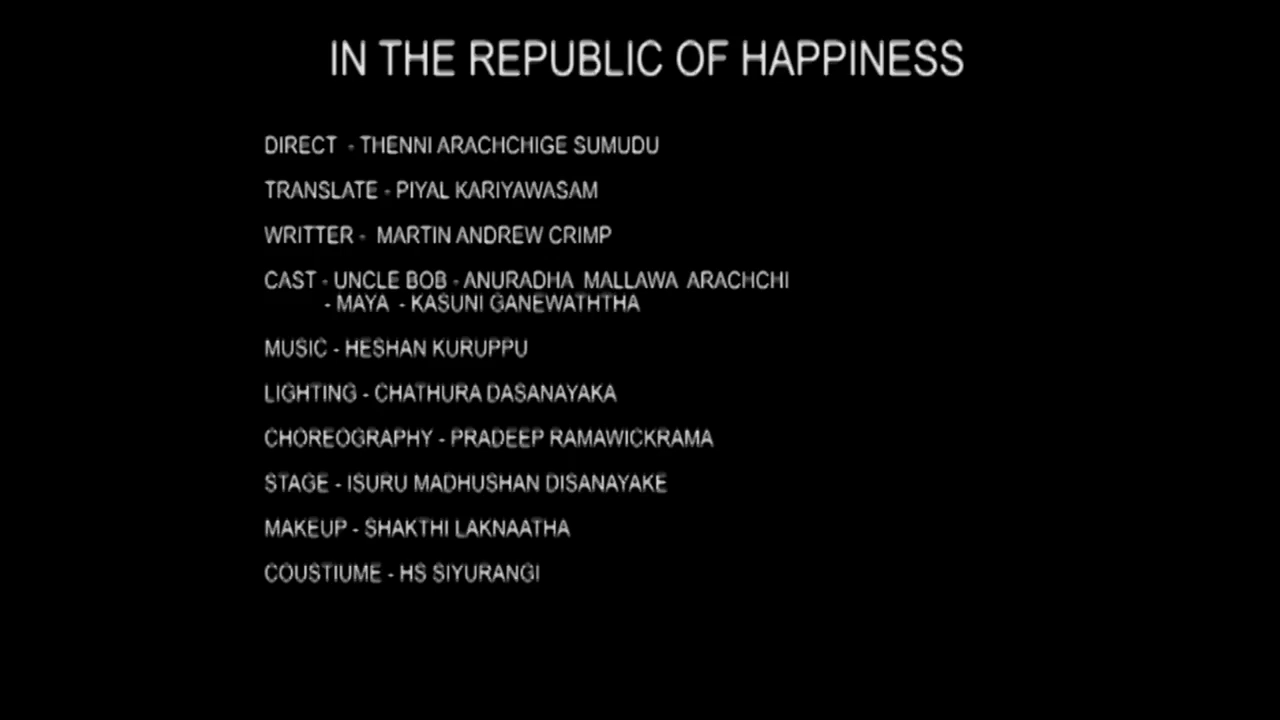 IN THE REPUBLIC OF HAPPINESS
DIRECT - THENNI ARACHCHIGE SUMUDU
TRANSLATE - PIYAL KARIYAWASAM
WRITTER - MARTIN ANDREW CRIMP
CAST - UNCLE BOB - ANURADHA MALLAWA ARACHCHI
- MAYA - KASUNI GANEWATHTHA
MUSIC - HESHAN KURUPPU
LIGHTING - CHATHURA DASANAYAKA
CHOREOGRAPHY - PRADEEP RAMAWICKRAMA
STAGE - ISURU MADHUSHAN DISANAYAKE
MAKEUP - SHAKTHI LAKNAATHA
COUSTIUME - HS SIYURANGI